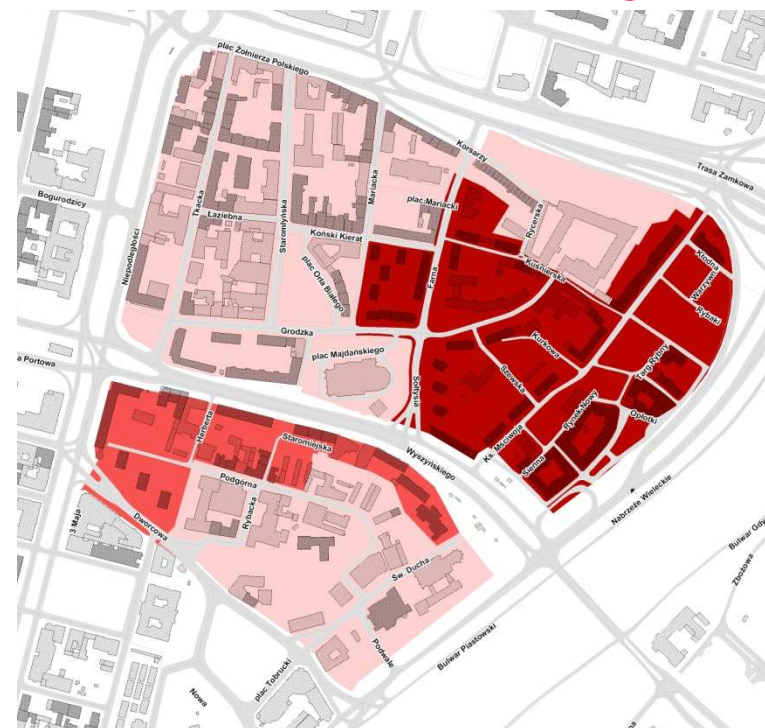 plac Żołnierza Polskiego
Korsarzy
Trasa Zamkowa
Bogurodzicy
Tkacka
Łaziebna
Staromłyńska
Mariacka
plac Mariacki
Rycerska
Koński Kierat
plac Orła Białego
Farna
Kuśnierska
Kłodna
Warzywna
Rybaki
Niepodległości
Grodzka
plac Majdańskiego
Sołtysia
Kurkowa
Szewska
Targ Rybny
a Portowa
Rynek Nowy
Opłotki
Herberta
Staromiejska
Wyszyńskiego
Ks. Mściwoja
Sienna
Podgórna
Nabrzeże Wieleckie
3 Maja
Dworcowa
Rybacka
Bulwar Gdy
Zbożowa
Św. Ducha
Podwale
Bulwar Piastowski
plac Tobrucki
Nowa